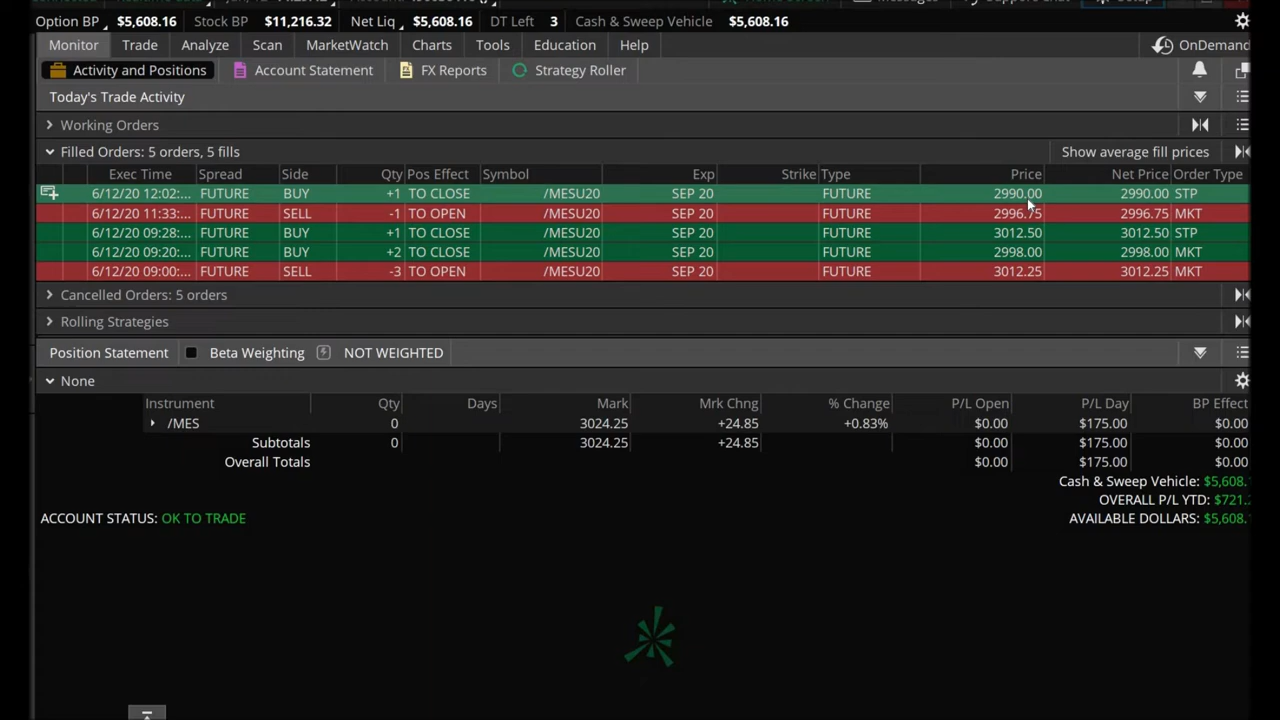 Option BP $5,608.16 Stock BP $11,216.32 Net Liq $5,608.16 DT Left 3 Cash & Sweep Vehicle $5,608.16
Monitor Trade Analyze Scan MarketWatch Charts Tools Education Help OnDemand
Activity and Positions Account Statement FX Reports Strategy Roller
Today's Trade Activity
Working Orders
Filled Orders: 5 orders, 5 fills Show average fill prices
Exec Time Spread Side Qty Pos Effect Symbol Exp Strike Type Price Net Price Order Type
6/12/20 12:02:... FUTURE BUY +1 TO CLOSE /MESU20 SEP 20 FUTURE 2990.00 2990.00 STP
6/12/20 11:33:... FUTURE SELL -1 TO OPEN /MESU20 SEP 20 FUTURE 2996.75 2996.75 MKT
6/12/20 09:28:... FUTURE BUY +1 TO CLOSE /MESU20 SEP 20 FUTURE 3012.50 3012.50 STP
6/12/20 09:20:... FUTURE BUY +2 TO CLOSE /MESU20 SEP 20 FUTURE 2998.00 2998.00 MKT
6/12/20 09:00:... FUTURE SELL -3 TO OPEN /MESU20 SEP 20 FUTURE 3012.25 3012.25 MKT
Cancelled Orders: 5 orders
Rolling Strategies
Position Statement Beta Weighting NOT WEIGHTED
None
Instrument Qty Days Mark Mrk Chng % Change P/L Open P/L Day BP Effect
/MES 0 3024.25 +24.85 +0.83% $0.00 $175.00 $0.00
Subtotals 0 3024.25 +24.85 $0.00 $175.00 $0.00
Overall Totals $0.00 $175.00 $0.00
Cash & Sweep Vehicle: $5,608.
OVERALL P/L YTD: $721.
ACCOUNT STATUS: OK TO TRADE AVAILABLE DOLLARS: $5,608.